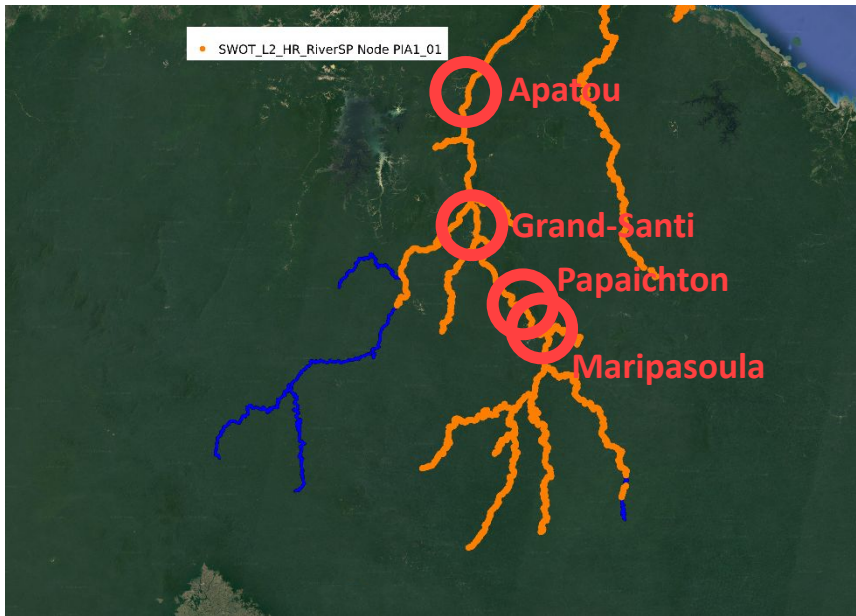 SWOT_L2_HR_RiverSP Node PIA1_01
Apatou
Grand-Santi
Papaichton
Maripasoula